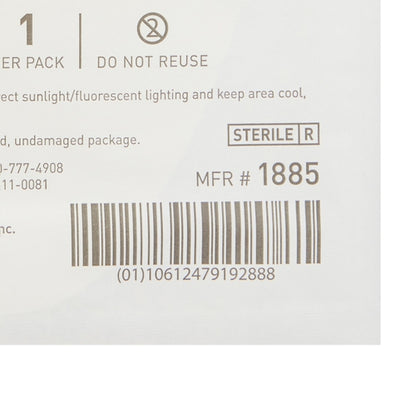 1
ER PACK
DO NOT REUSE
ect sunlight/fluorescent lighting and keep area cool,
d, undamaged package.
STERILE R
0-777-4908
11-0081
MFR # 1885
nc.
(01)10612479192888